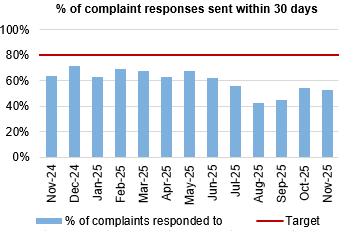 % of complaint responses sent within 30 days
100%
80%
60%
40%
20%
0%
Nov-24
Dec-24
Jan-25
Feb-25
Mar-25
Apr-25
May-25
Jun-25
Jul-25
Aug-25
Sep-25
Oct-25
Nov-25
% of complaints responded to
Target